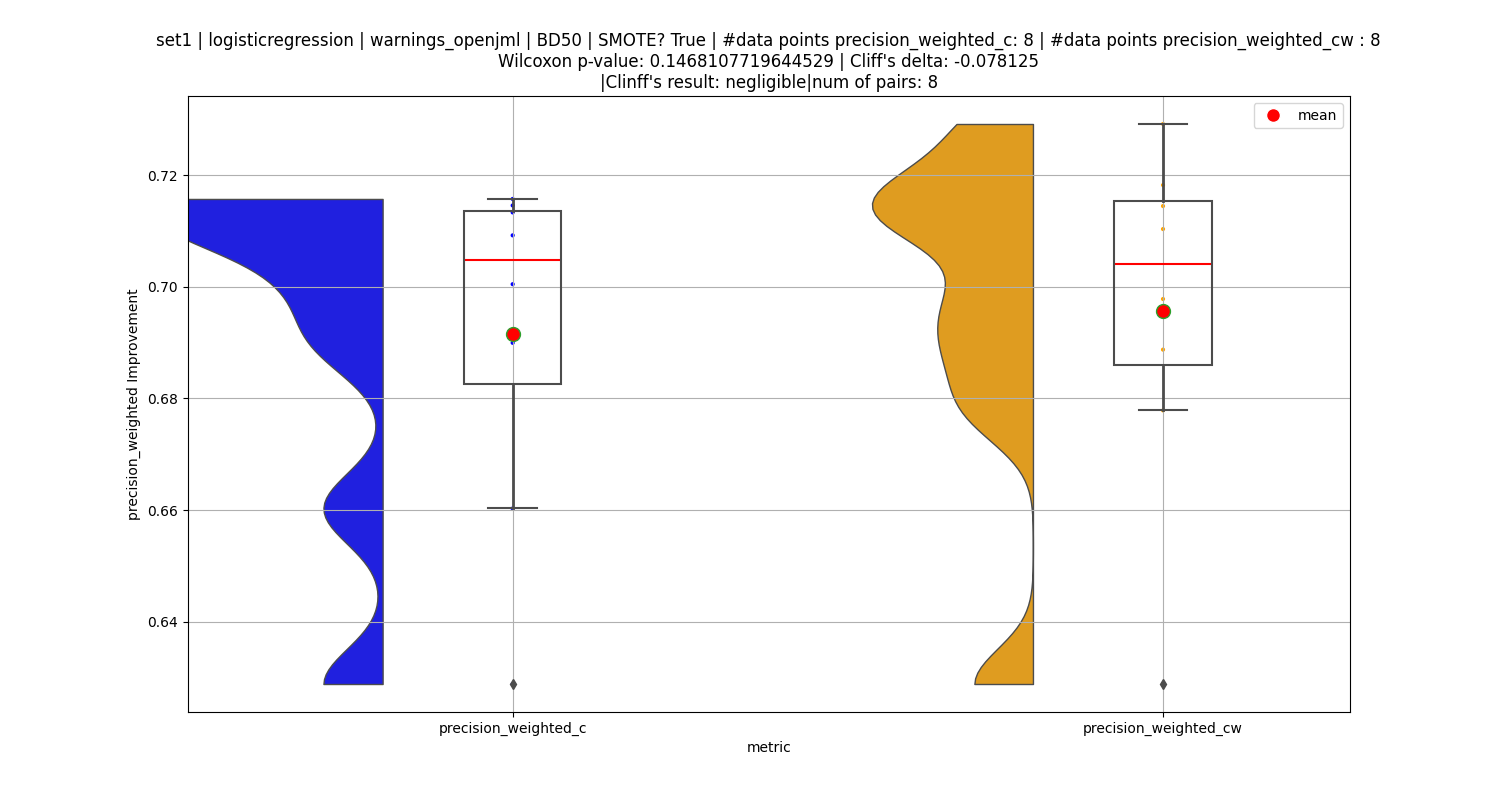 set1 | logisticregression | warnings_openjml | BD50 | SMOTE? True | #data points precision_weighted_c: 8 | #data points precision_weighted_cw : 8
Wilcoxon p-value: 0.1468107719644529 | Cliff's delta: -0.078125
|Clinff's result: negligible|num of pairs: 8
mean
0.72
0.70
0.68
0.66
0.64
precision_weighted Improvement
precision_weighted_c
precision_weighted_cw
metric